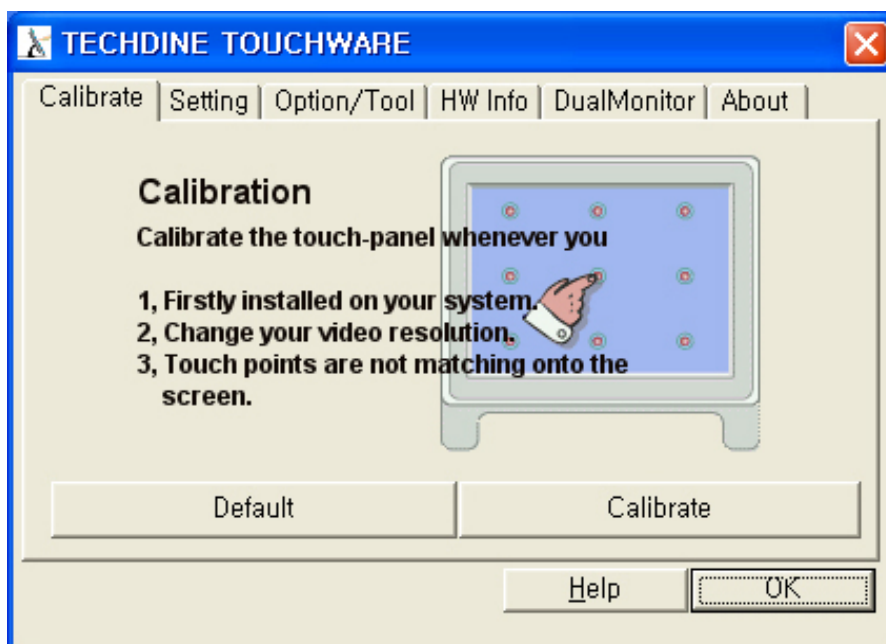 TECHDINE TOUCHWARE
Calibrate Setting Option/Tool HW Info DualMonitor About
Calibration
Calibrate the touch-panel whenever you
1, Firstly installed on your system.
2, Change your video resolution.
3, Touch points are not matching onto the
screen.
Default Calibrate
Help OK